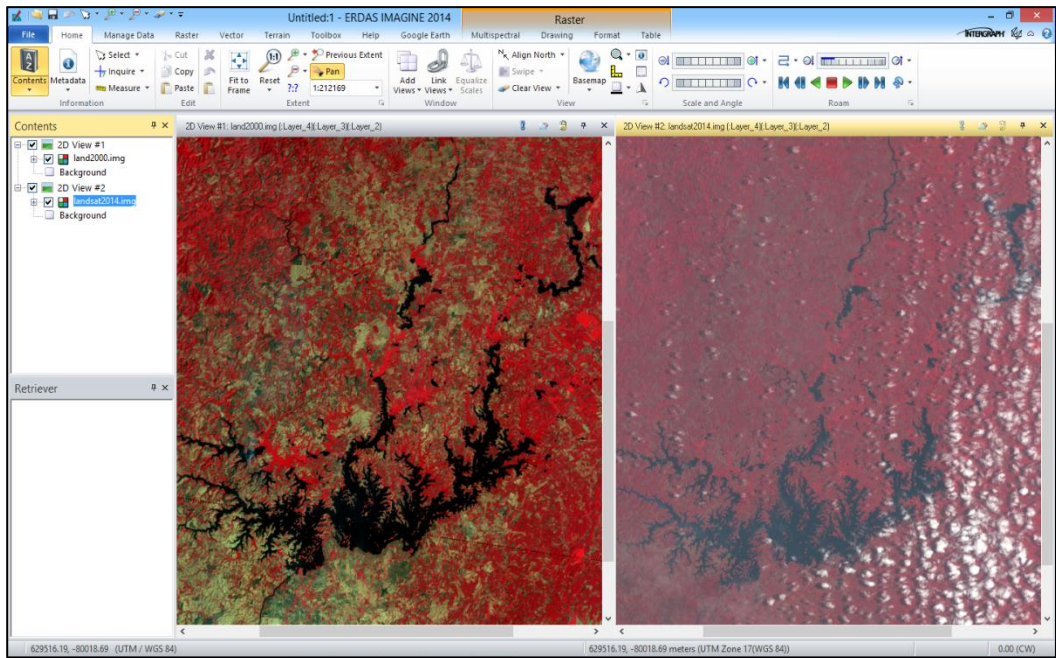 Untitled:1 - ERDAS IMAGINE 2014
Raster
File Home Manage Data Raster Vector Terrain Toolbox Help Google Earth Multispectral Drawing Format Table
INTERGRAPH
Contents
Metadata
Select
Inquire
Measure
Information
Cut
Copy
Paste
Edit
Fit to Frame
Reset
1:1
?:?
Previous Extent
Pan
1:212169
Extent
Add Views
Link Views
Equalize Scales
Window
Align North
Swipe
Clear View
Basemap
View
Scale and Angle
Roam
Contents
2D View #1
land2000.img
Background
2D View #2
landsat2014.img
Background
Retriever
2D View #1: land2000.img (:Layer_4)(:Layer_3)(:Layer_2)
2D View #2: landsat2014.img (:Layer_4)(:Layer_3)(:Layer_2)
629516.19, -80018.69 (UTM / WGS 84)
629516.19, -80018.69 meters (UTM Zone 17(WGS 84))
0.00 (CW)